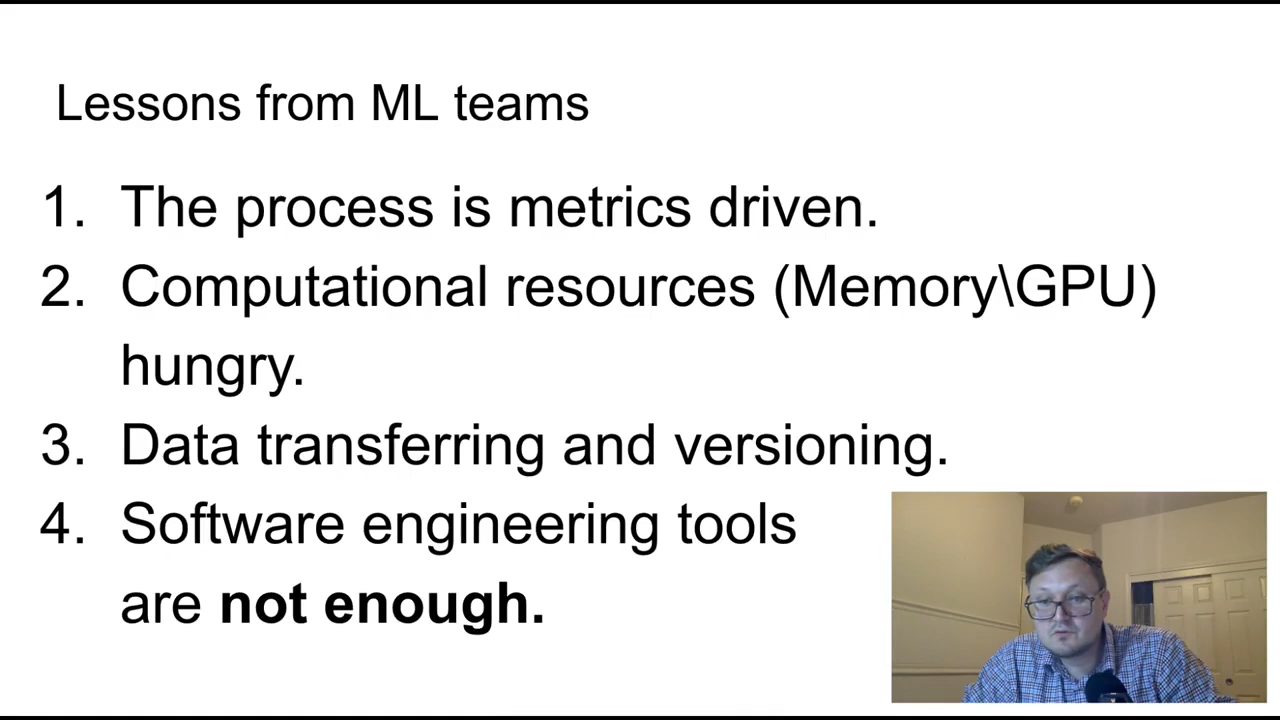 Lessons from ML teams
1. The process is metrics driven.
2. Computational resources (Memory\GPU)
hungry.
3. Data transferring and versioning.
4. Software engineering tools
are not enough.